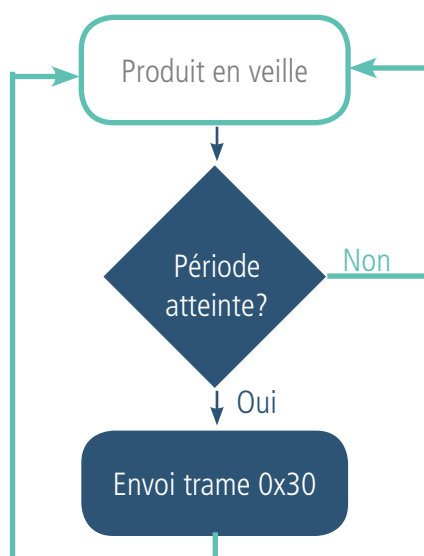 Produit en veille
Période
atteinte?
Non
Oui
Envoi trame 0x30